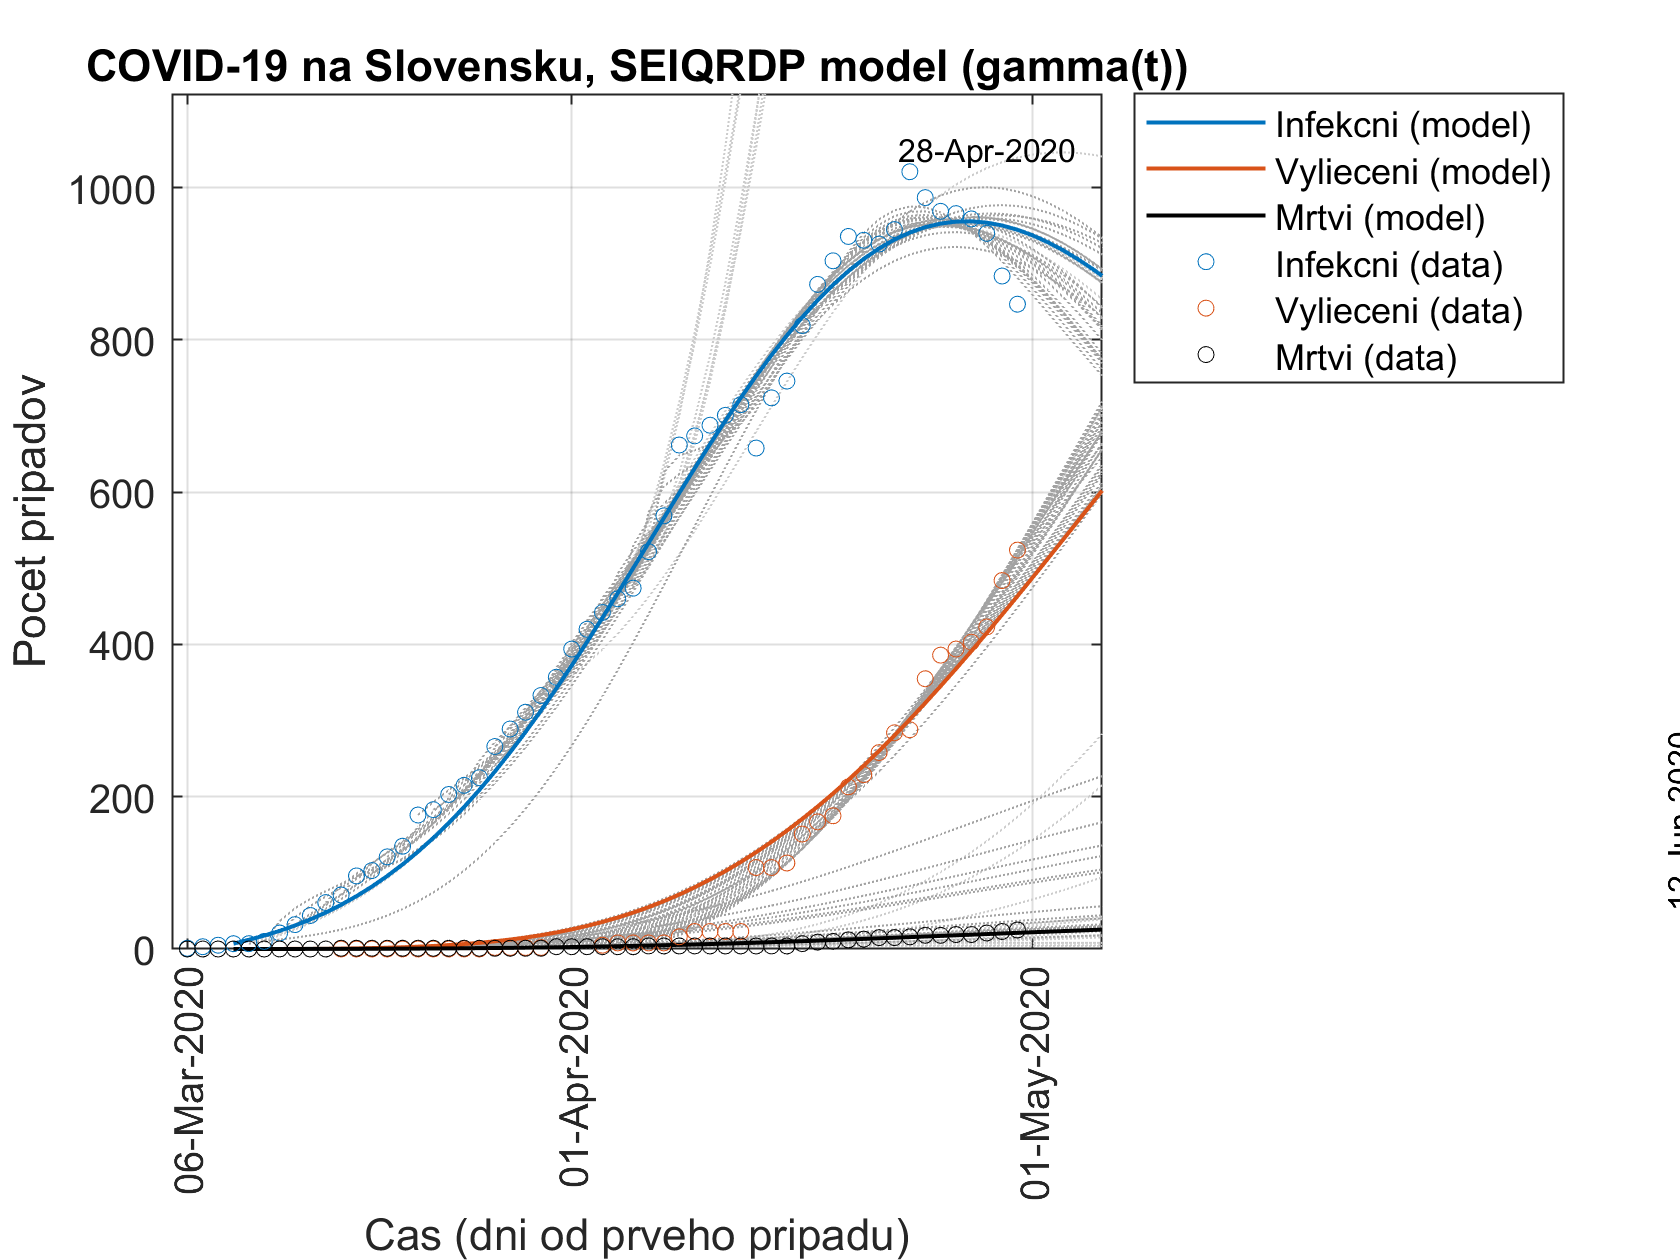 COVID-19 na Slovensku, SEIQRDP model (gamma(t))
28-Apr-2020
Infekcni (model)
Vylieceni (model)
Mrtvi (model)
Infekcni (data)
Vylieceni (data)
Mrtvi (data)
Pocet pripadov
1000
800
600
400
200
0
06-Mar-2020
01-Apr-2020
01-May-2020
Cas (dni od prveho pripadu)